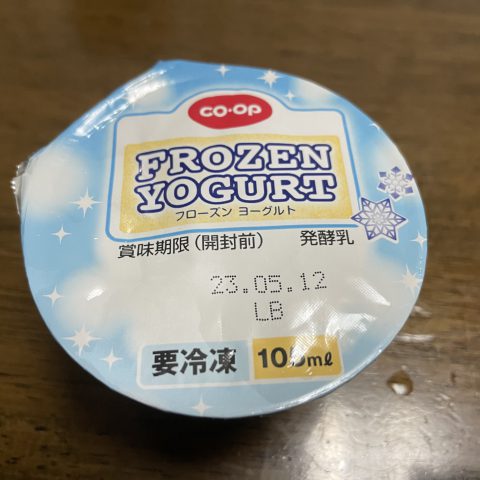 CO·OP
FROZEN
YOGURT
フローズン ヨーグルト
賞味期限(開封前) 発酵乳
23.05.12
LB
要冷凍 105ml